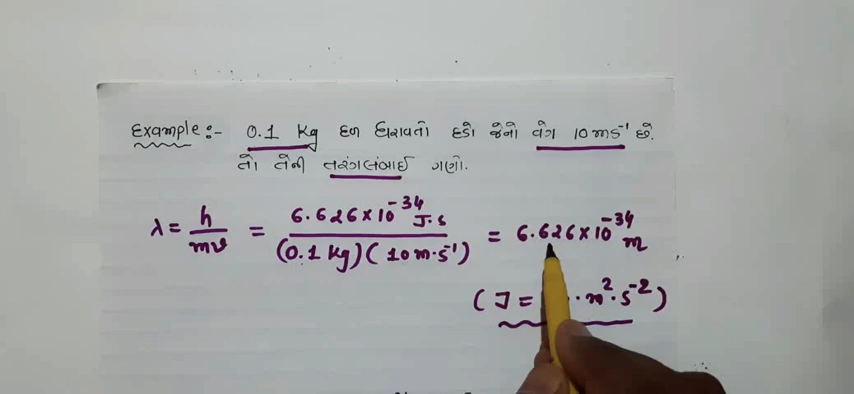 Example :- 0.1 Kg દળ ધરાવતો દડો જેનો વેગ 10 ms⁻¹ છે.
તો તેની તરંગલંબાઈ ગણો.
λ = h/mv = 6.626×10⁻³⁴ J.s / (0.1 kg)(10 m·s⁻¹) = 6.626×10⁻³⁴ m
(J = · m²· s⁻²)